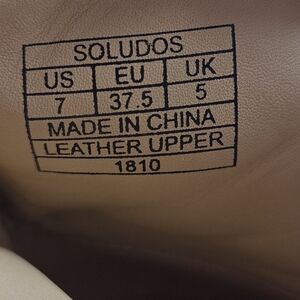 SOLUDOS
US EU UK
7 37.5 5
MADE IN CHINA
LEATHER UPPER
1810